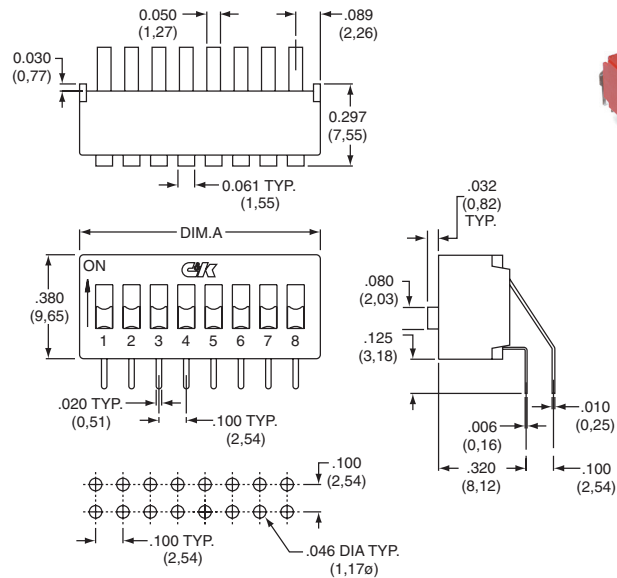 0.050
(1,27)
.089
(2,26)
0.030
(0,77)
0.297
(7,55)
0.061 TYP.
(1,55)
.032
(0,82)
TYP.
DIM.A
ON
C&K
.380
(9,65)
1 2 3 4 5 6 7 8
.080
(2,03)
.125
(3,18)
.020 TYP.
(0,51)
.100 TYP.
(2,54)
.010
(0,25)
.006
(0,16)
.320
(8,12)
.100
(2,54)
.100
(2,54)
.100 TYP.
(2,54)
.046 DIA TYP.
(1,17ø)